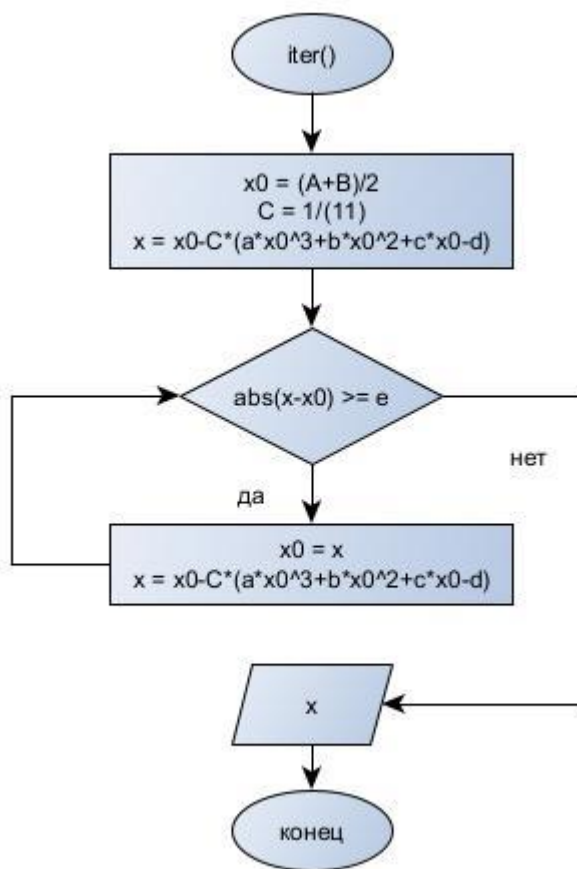 iter()
x0 = (A+B)/2
C = 1/(11)
x = x0-C*(a*x0^3+b*x0^2+c*x0-d)
abs(x-x0) >= e
нет
да
x0 = x
x = x0-C*(a*x0^3+b*x0^2+c*x0-d)
x
конец